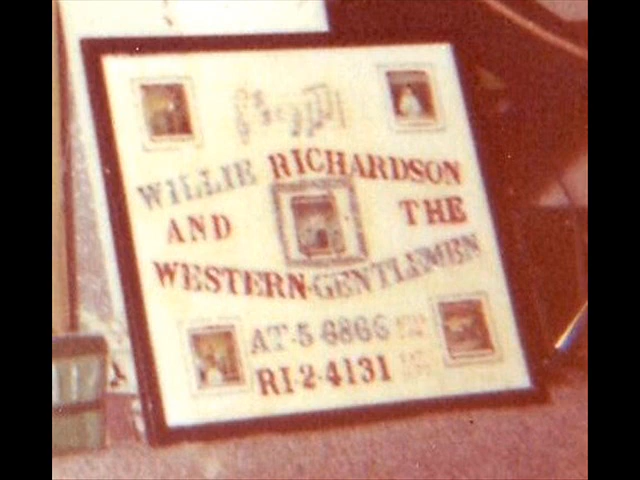 WILLIE RICHARDSON
AND THE
WESTERN-GENTLEMEN
AT-5-6866
RI-2-4131